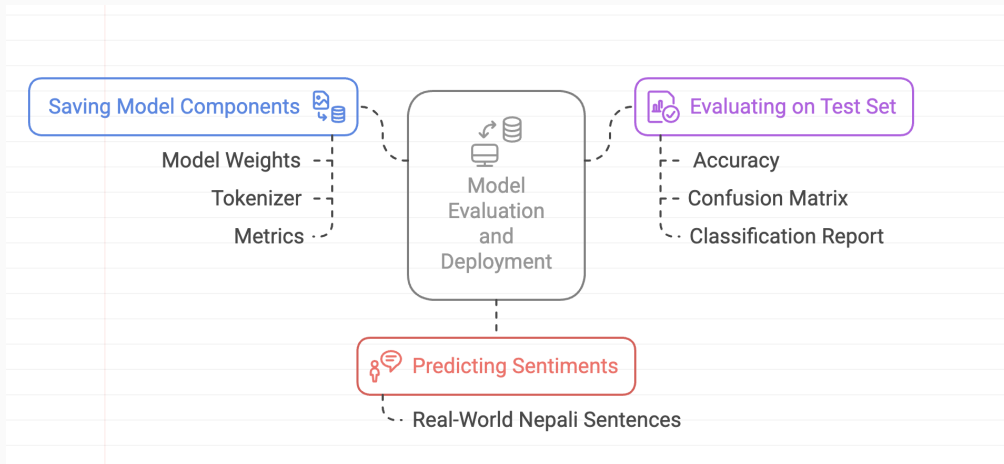 Saving Model Components
Model Weights
Tokenizer
Metrics
Model
Evaluation
and
Deployment
Evaluating on Test Set
Accuracy
Confusion Matrix
Classification Report
Predicting Sentiments
Real-World Nepali Sentences